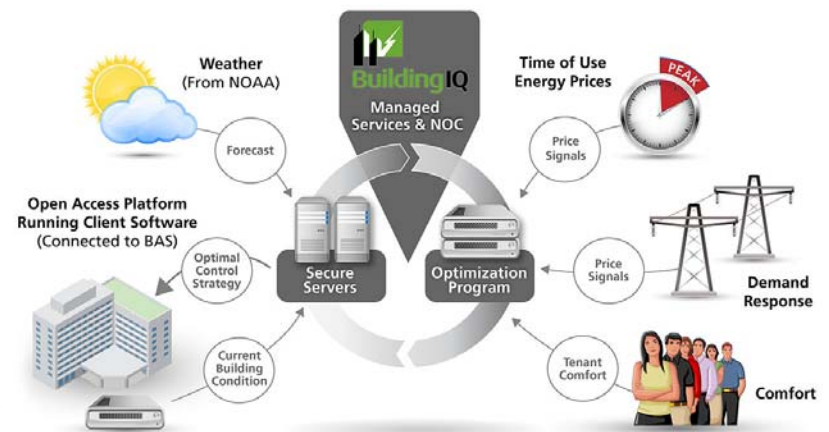 Weather
(From NOAA)
Forecast
BuildingIQ
Managed
Services & NOC
Time of Use
Energy Prices
PEAK
Price
Signals
Open Access Platform
Running Client Software
(Connected to BAS)
Optimal
Control
Strategy
Secure
Servers
Optimization
Program
Price
Signals
Demand
Response
Current
Building
Condition
Tenant
Comfort
Comfort